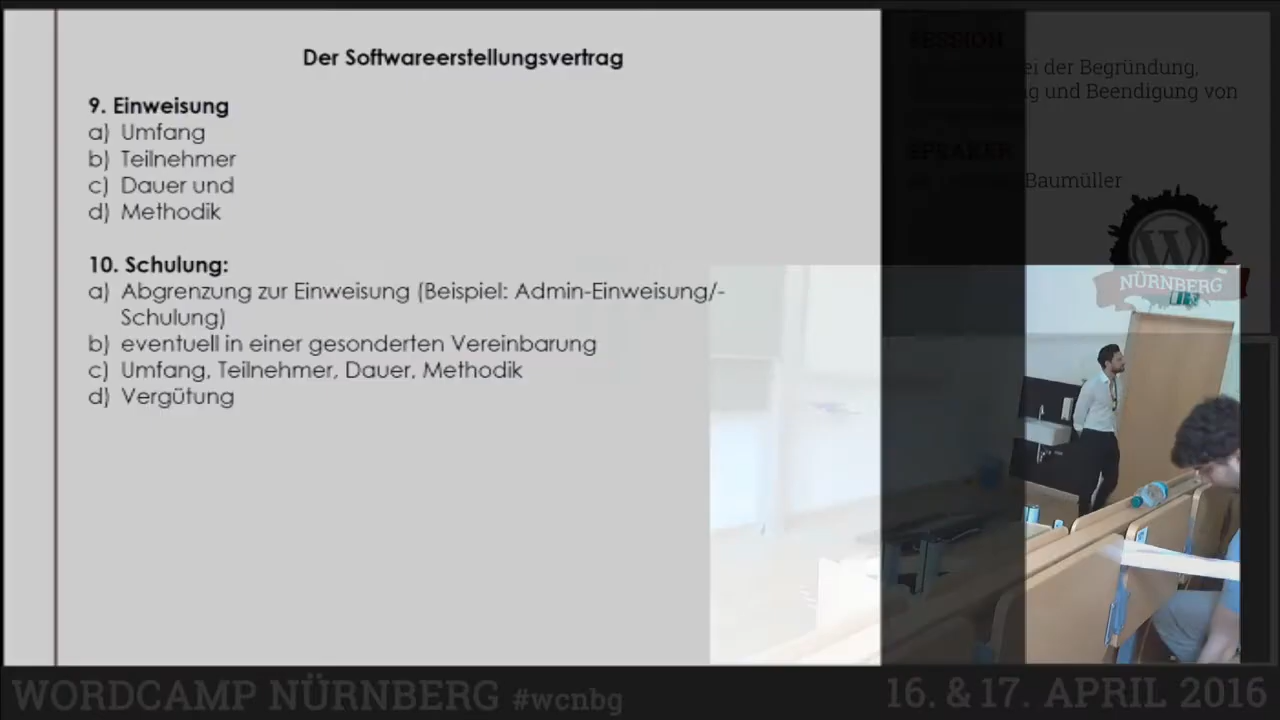 Der Softwareerstellungsvertrag
9. Einweisung
a) Umfang
b) Teilnehmer
c) Dauer und
d) Methodik
10. Schulung:
a) Abgrenzung zur Einweisung (Beispiel: Admin-Einweisung/-
Schulung)
b) eventuell in einer gesonderten Vereinbarung
c) Umfang, Teilnehmer, Dauer, Methodik
d) Vergütung
SESSION
der Begründung,
und Beendigung von
SPEAKER
Baumüller
W
NÜRNBERG
WORDCAMP NÜRNBERG #wcnbg
16. & 17. APRIL 2016